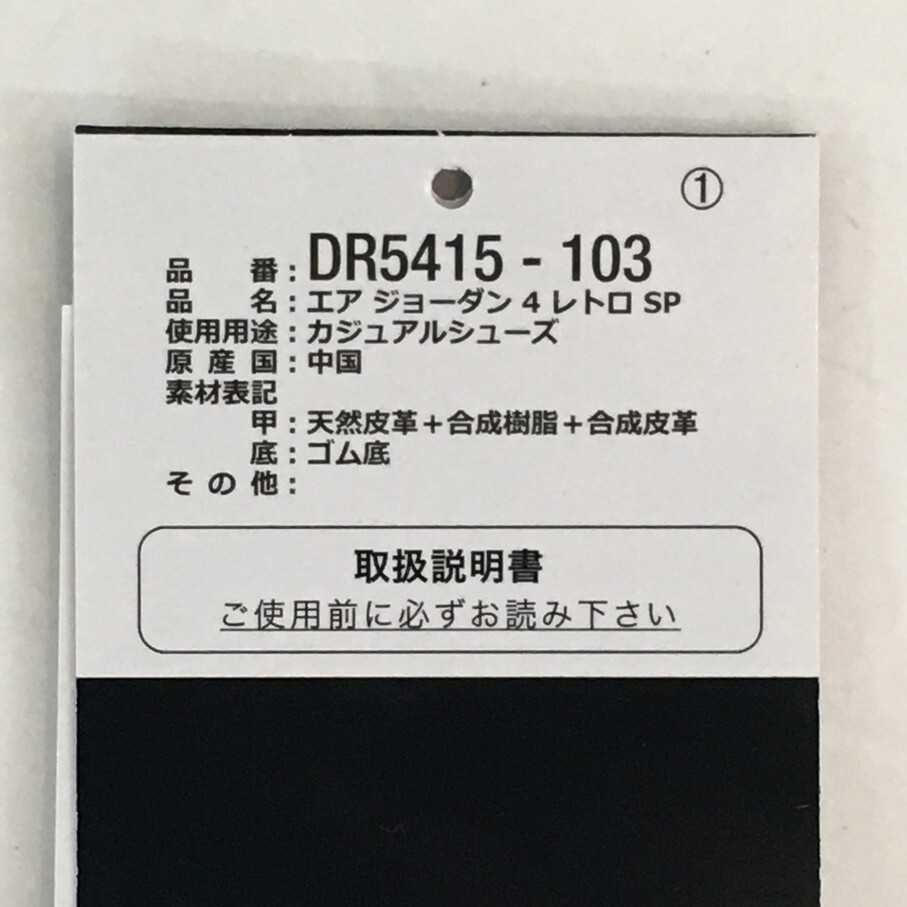 ①
品番：DR5415 - 103
品名：エア ジョーダン 4 レトロ SP
使用用途：カジュアルシューズ
原産国：中国
素材表記
甲：天然皮革＋合成樹脂＋合成皮革
底：ゴム底
その他：
取扱説明書
ご使用前に必ずお読み下さい